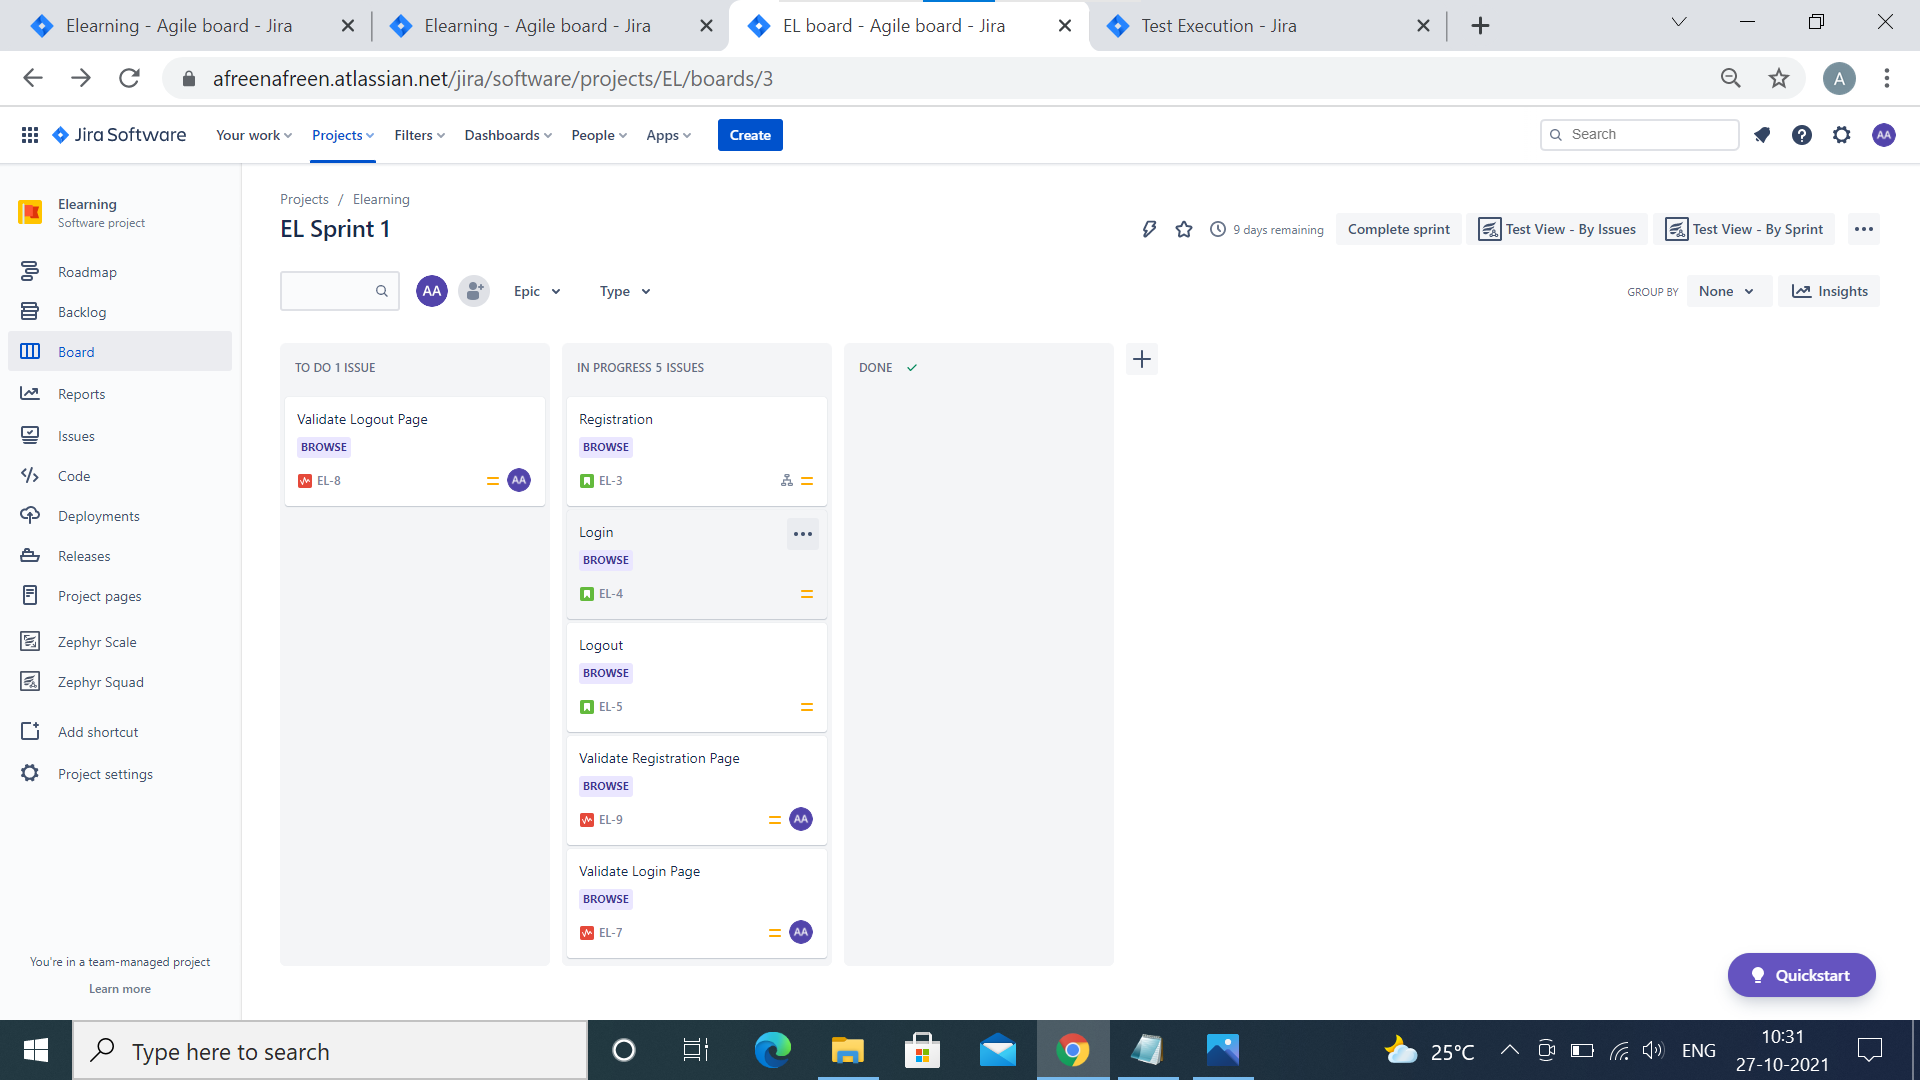 Elearning - Agile board - Jira
Elearning - Agile board - Jira
EL board - Agile board - Jira
Test Execution - Jira
afreenafreen.atlassian.net/jira/software/projects/EL/boards/3
A
Jira Software
Your work
Projects
Filters
Dashboards
People
Apps
Create
Search
AA
Elearning
Software project
Roadmap
Backlog
Board
Reports
Issues
Code
Deployments
Releases
Project pages
Zephyr Scale
Zephyr Squad
Add shortcut
Project settings
You're in a team-managed project
Learn more
Projects / Elearning
EL Sprint 1
9 days remaining
Complete sprint
Test View - By Issues
Test View - By Sprint
AA
Epic
Type
GROUP BY
None
Insights
TO DO 1 ISSUE
Validate Logout Page
BROWSE
EL-8
AA
IN PROGRESS 5 ISSUES
Registration
BROWSE
EL-3
Login
BROWSE
EL-4
Logout
BROWSE
EL-5
Validate Registration Page
BROWSE
EL-9
AA
Validate Login Page
BROWSE
EL-7
AA
DONE
Quickstart
Type here to search
25°C
ENG
10:31
27-10-2021